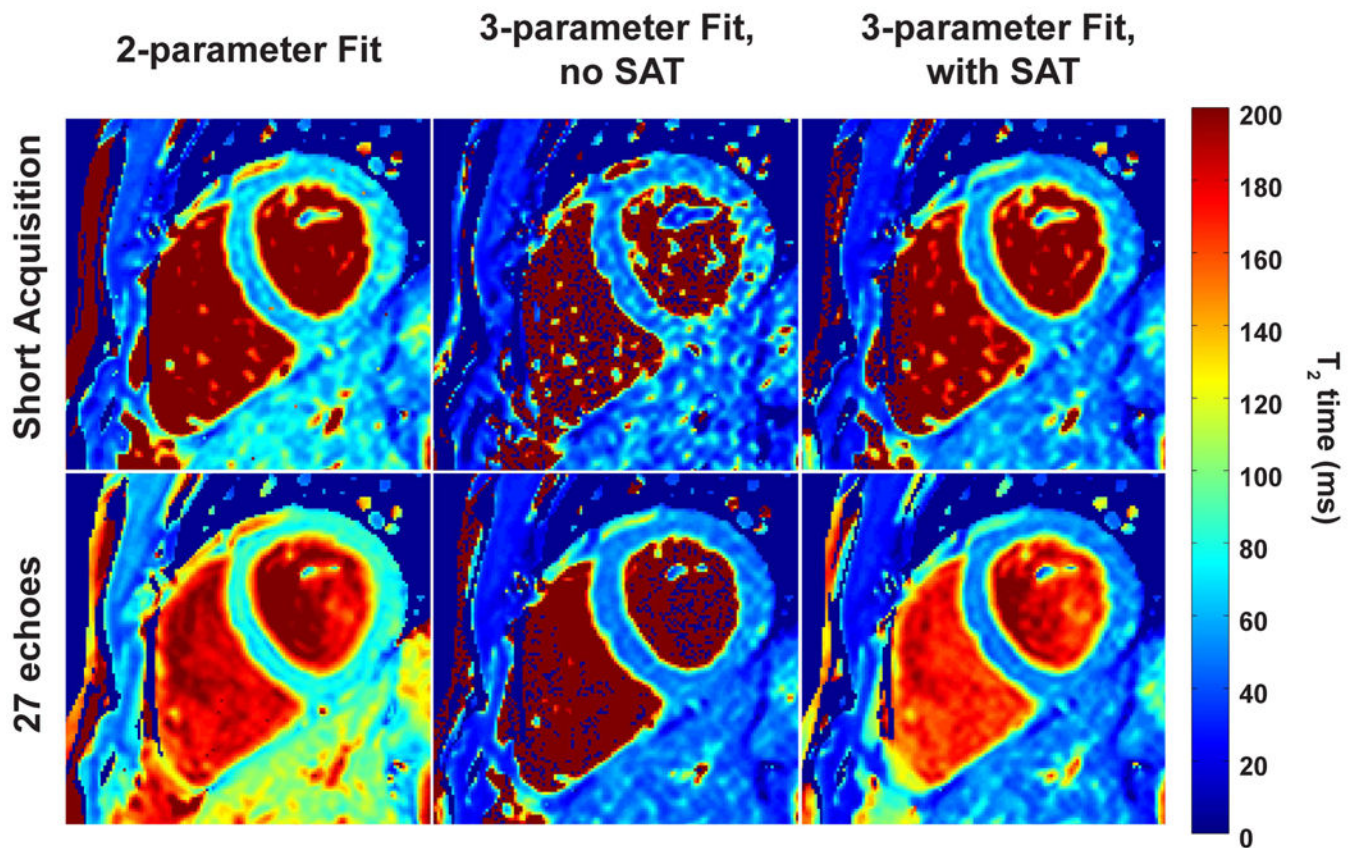 2-parameter Fit
3-parameter Fit,
no SAT
3-parameter Fit,
with SAT
Short Acquisition
27 echoes
200
180
160
140
120
100
80
60
40
20
0
T₂ time (ms)